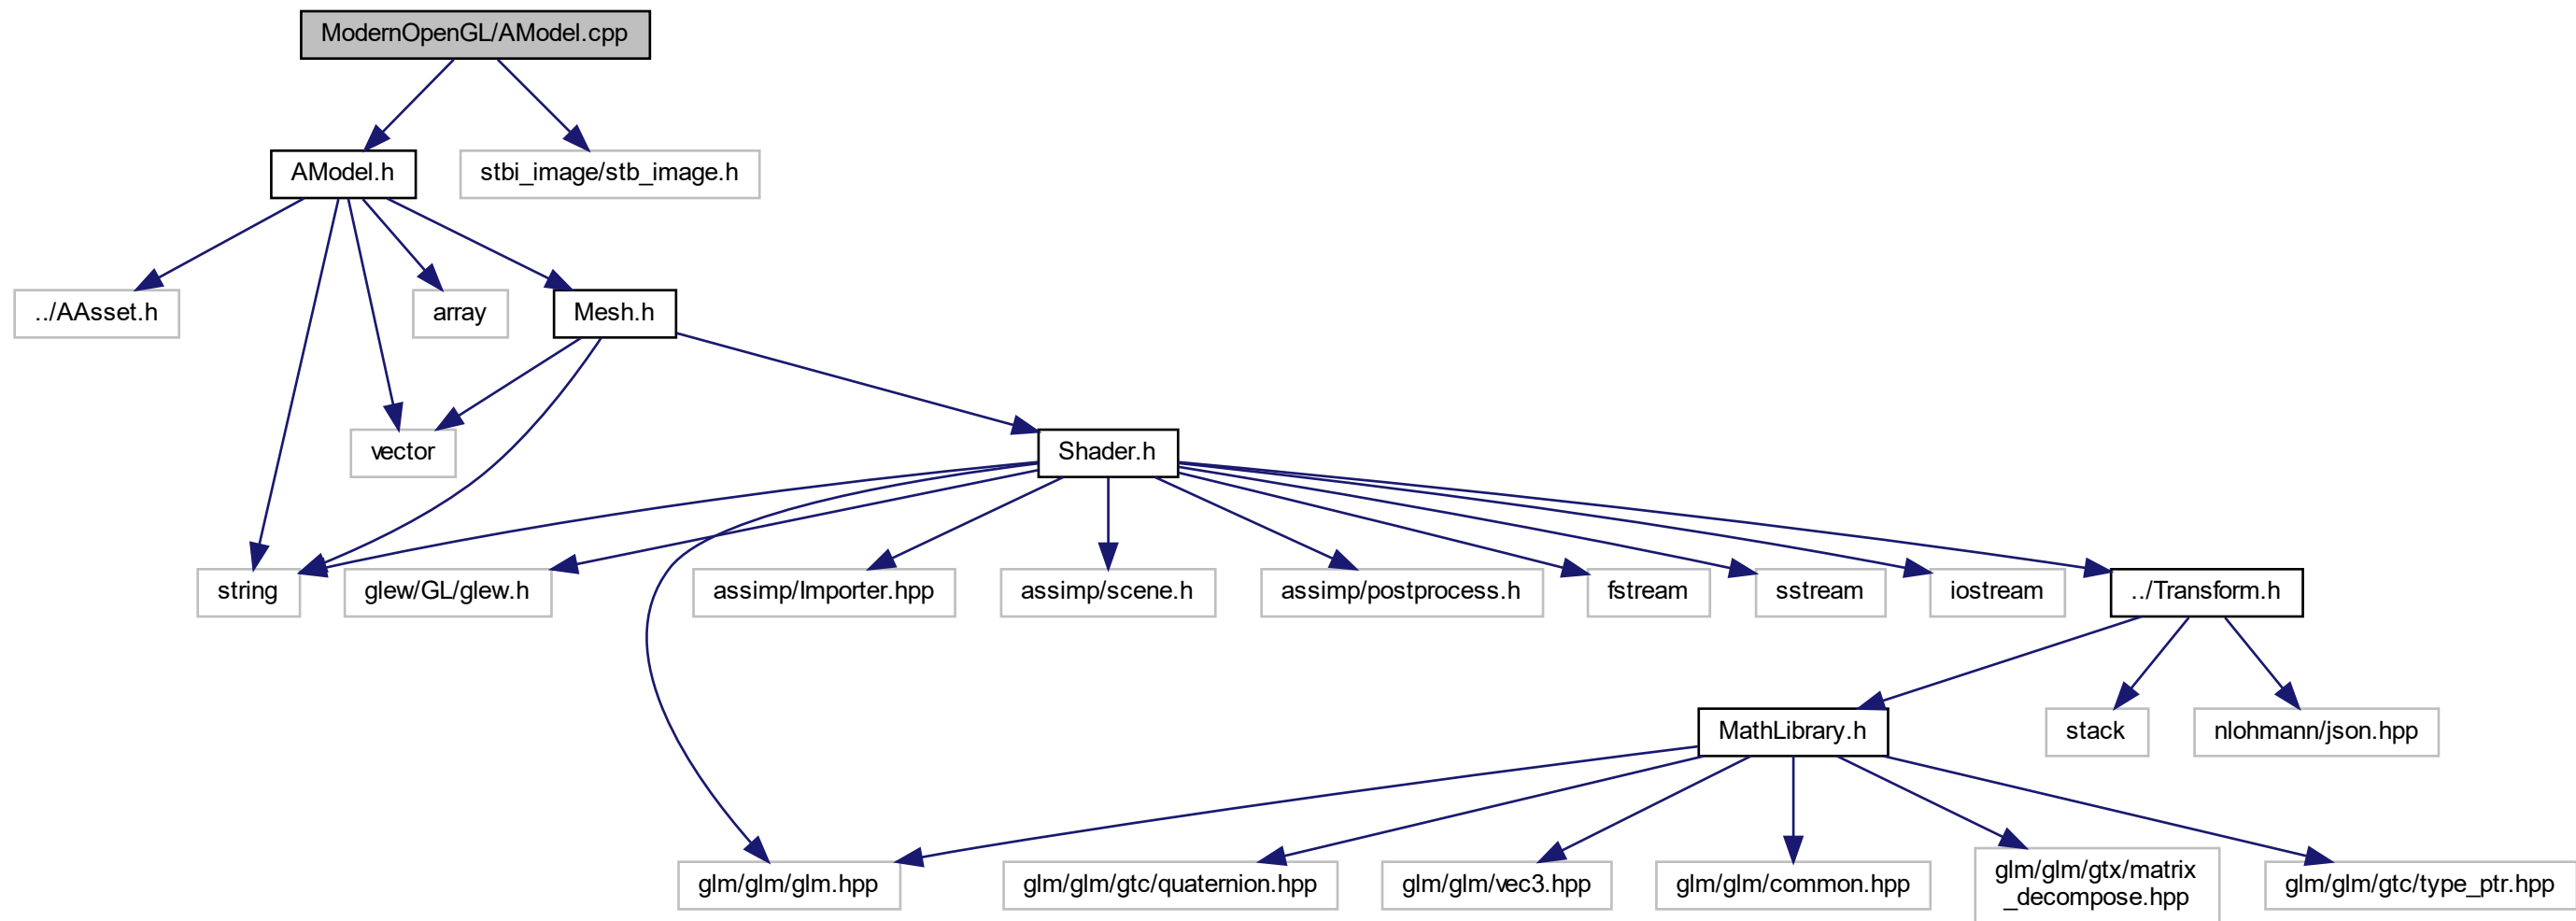 ModernOpenGL/AModel.cpp
AModel.h
stbi_image/stb_image.h
../AAsset.h
array
Mesh.h
vector
Shader.h
string
glew/GL/glew.h
assimp/Importer.hpp
assimp/scene.h
assimp/postprocess.h
fstream
sstream
iostream
../Transform.h
MathLibrary.h
stack
nlohmann/json.hpp
glm/glm/glm.hpp
glm/glm/gtc/quaternion.hpp
glm/glm/vec3.hpp
glm/glm/common.hpp
glm/glm/gtx/matrix
_decompose.hpp
glm/glm/gtc/type_ptr.hpp